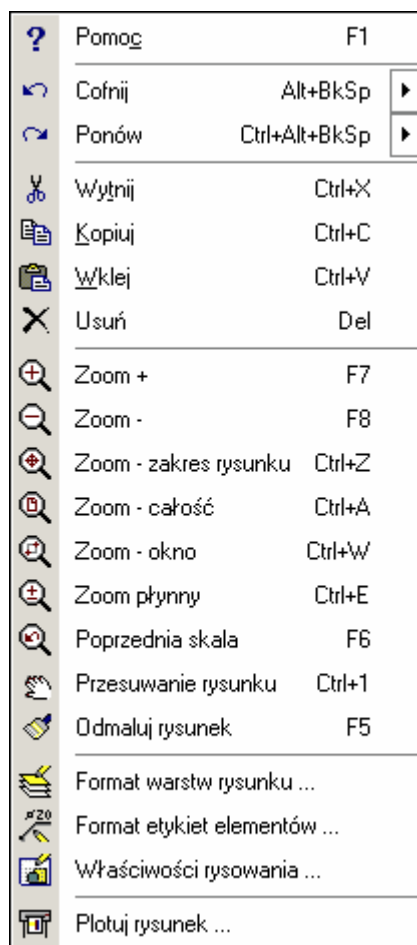 ? Pomoc F1
Cofnij Alt+BkSp
Ponów Ctrl+Alt+BkSp
Wytnij Ctrl+X
Kopiuj Ctrl+C
Wklej Ctrl+V
Usuń Del
Zoom + F7
Zoom - F8
Zoom - zakres rysunku Ctrl+Z
Zoom - całość Ctrl+A
Zoom - okno Ctrl+W
Zoom płynny Ctrl+E
Poprzednia skala F6
Przesuwanie rysunku Ctrl+1
Odmaluj rysunek F5
Format warstw rysunku ...
Format etykiet elementów ...
Właściwości rysowania ...
Plotuj rysunek ...